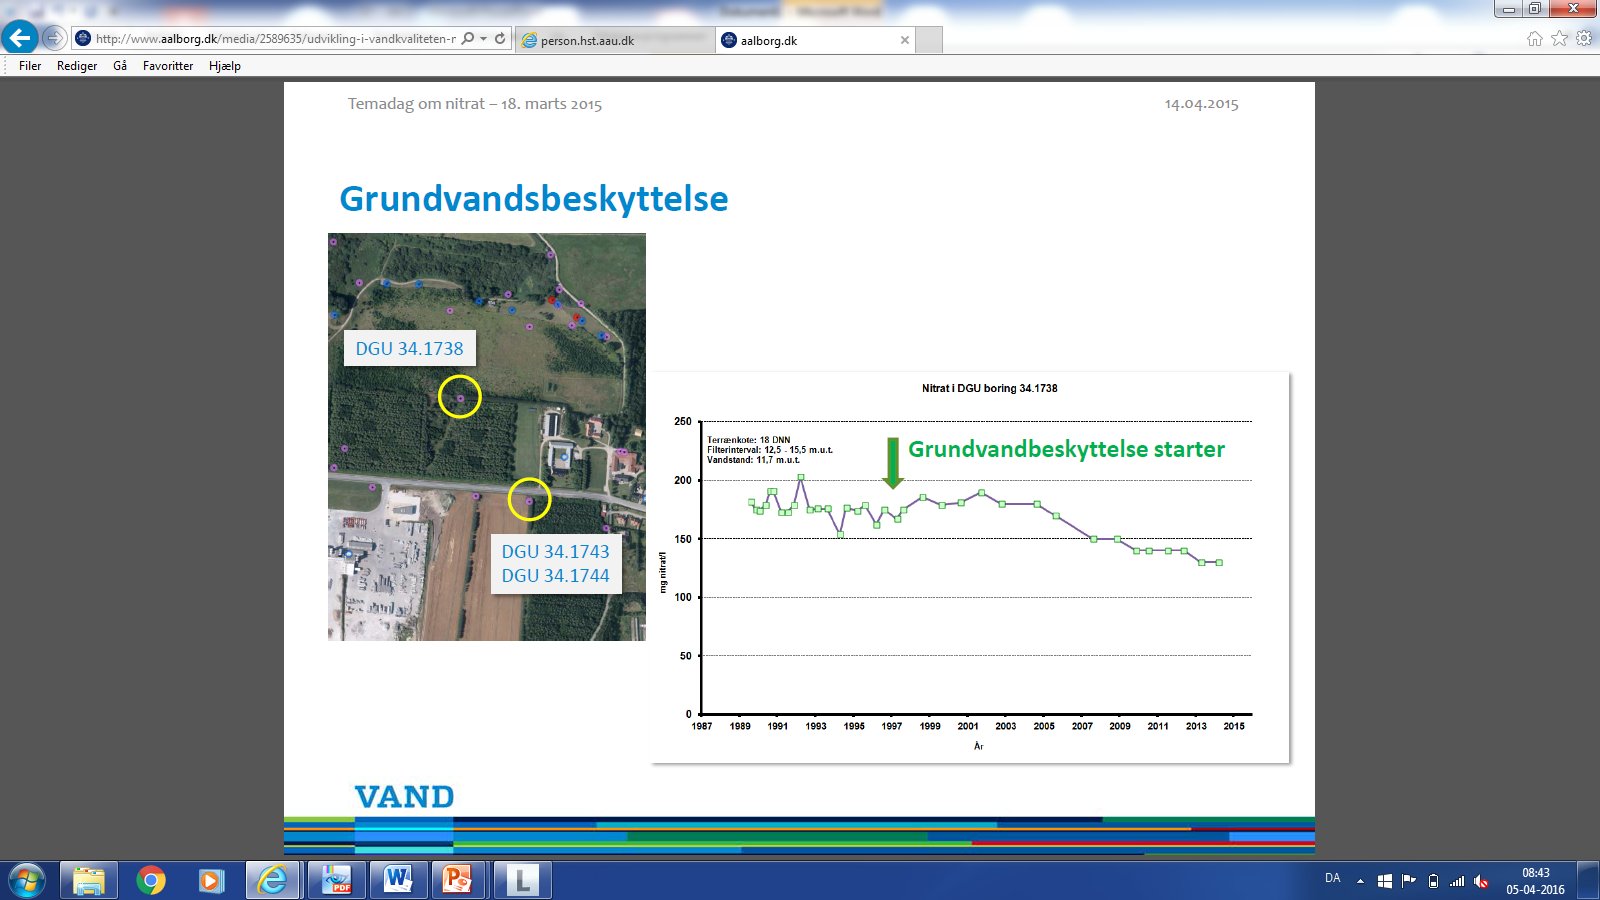 http://www.aalborg.dk/media/2589635/udvikling-i-vandkvaliteten-r
person.hst.aau.dk
aalborg.dk
Filer Rediger Gå Favoritter Hjælp
Temadag om nitrat – 18. marts 2015
14.04.2015
Grundvandsbeskyttelse
DGU 34.1738
DGU 34.1743
DGU 34.1744
Nitrat i DGU boring 34.1738
Terrænkote: 18 DNN
Filterinterval: 12,5 - 15,5 m.u.t.
Vandstand: 11,7 m.u.t.
Grundvandbeskyttelse starter
250
200
150
100
50
0
mg nitrat/l
1987 1989 1991 1993 1995 1997 1999 2001 2003 2005 2007 2009 2011 2013 2015
År
VAND
PDF
W
P
L
DA
08:43
05-04-2016